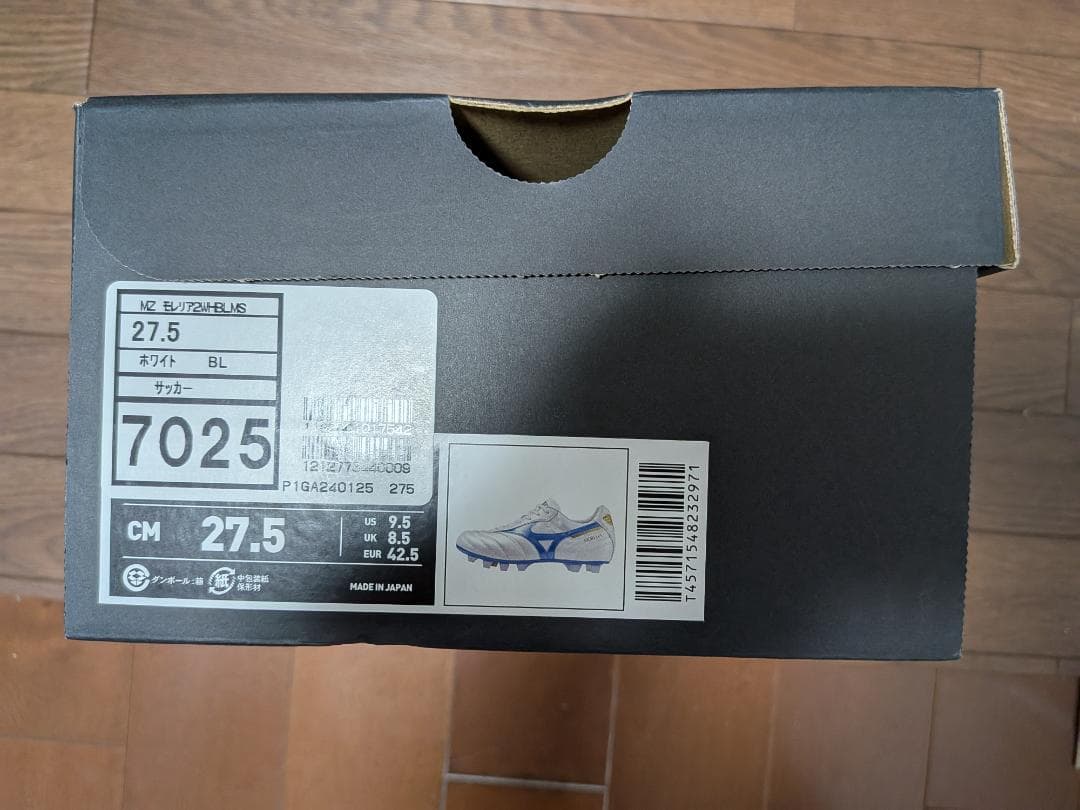 MZ モレリア2WHBLMS
27.5
ホワイト BL
サッカー
7025
1212773440009
P1GA240125 275
CM 27.5
US 9.5
UK 8.5
EUR 42.5
ダンボール:箱
紙
中包装紙
保形材
MADE IN JAPAN
T4571548232971